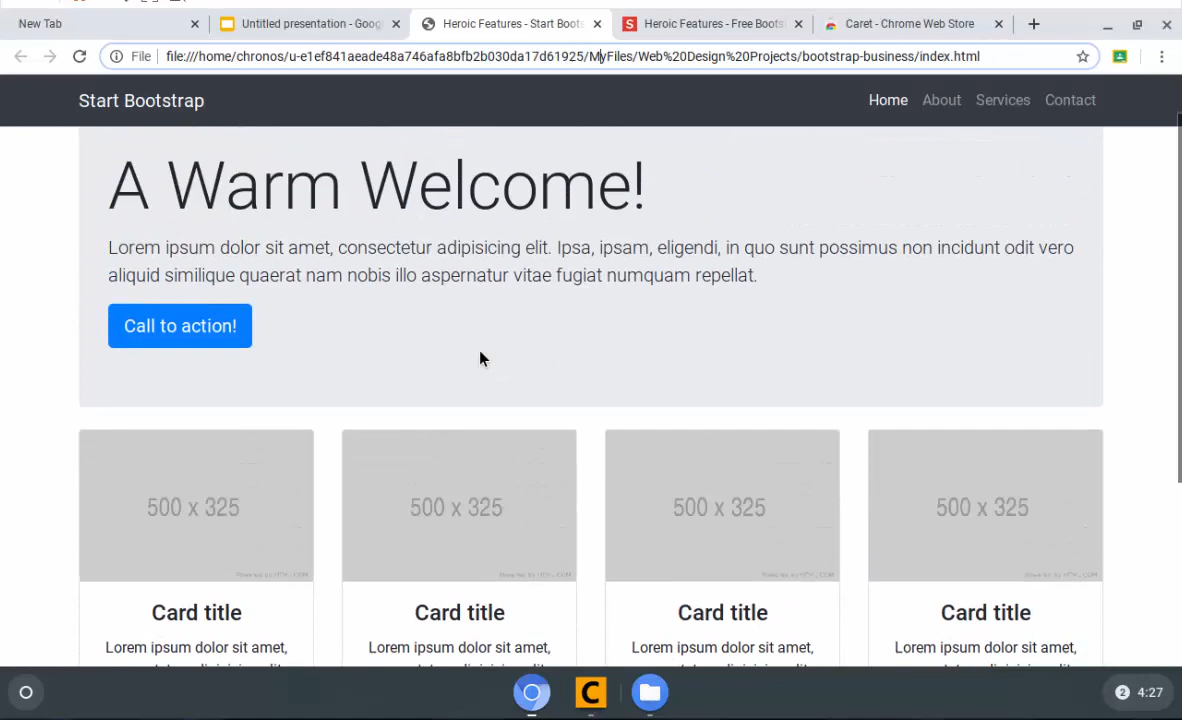 New Tab
Untitled presentation - Goog
Heroic Features - Start Boots
Heroic Features - Free Boots
Caret - Chrome Web Store
File
file:///home/chronos/u-e1ef841aeade48a746afa8bfb2b030da17d61925/MyFiles/Web%20Design%20Projects/bootstrap-business/index.html
Start Bootstrap
Home
About
Services
Contact
A Warm Welcome!
Lorem ipsum dolor sit amet, consectetur adipisicing elit. Ipsa, ipsam, eligendi, in quo sunt possimus non incidunt odit vero
aliquid similique quaerat nam nobis illo aspernatur vitae fugiat numquam repellat.
Call to action!
500 x 325
500 x 325
500 x 325
500 x 325
Card title
Card title
Card title
Card title
Lorem ipsum dolor sit amet,
Lorem ipsum dolor sit amet,
Lorem ipsum dolor sit amet,
Lorem ipsum dolor sit amet,
2
4:27